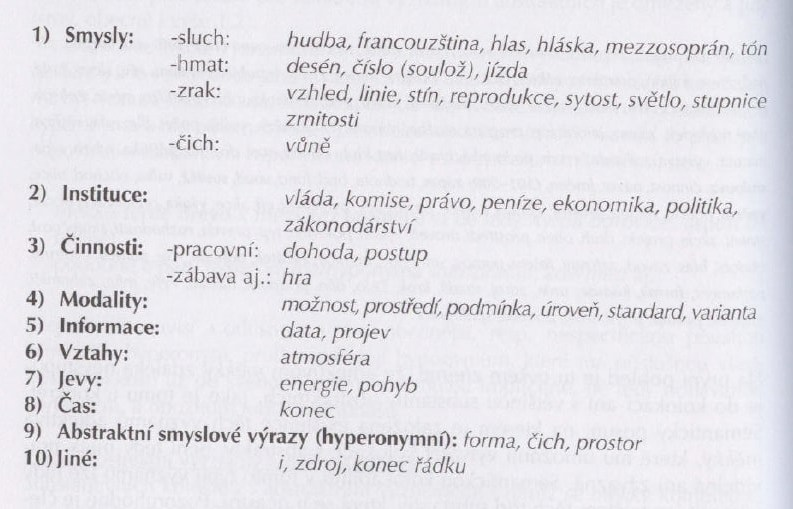 1) Smysly: -sluch: hudba, francouzština, hlas, hláska, mezzosoprán, tón
-hmat: desén, číslo (soulož), jízda
-zrak: vzhled, linie, stín, reprodukce, sytost, světlo, stupnice
zrnitosti
-čich: vůně
2) Instituce: vláda, komise, právo, peníze, ekonomika, politika,
zákonodárství
3) Činnosti: -pracovní: dohoda, postup
-zábava aj.: hra
4) Modality: možnost, prostředí, podmínka, úroveň, standard, varianta
5) Informace: data, projev
6) Vztahy: atmosféra
7) Jevy: energie, pohyb
8) Čas: konec
9) Abstraktní smyslové výrazy (hyperonymní): forma, čich, prostor
10) Jiné: i, zdroj, konec řádku